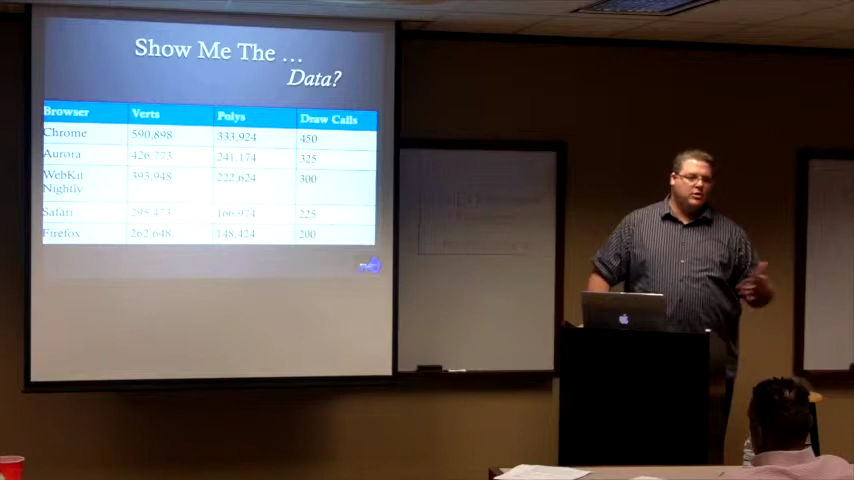 Show Me The ...
Data?
Browser Verts Polys Draw Calls
Chrome 590,898 333,924 450
Aurora 426,773 241,174 325
WebKit Nightly 393,948 222,624 300
Safari 295,473 166,974 225
Firefox 262,648 148,424 200